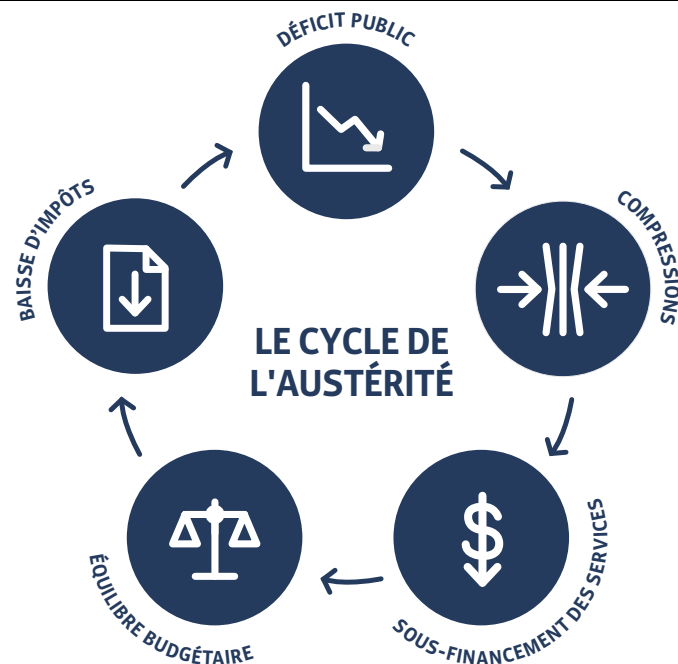 DÉFICIT PUBLIC
COMPRESSIONS
BAISSE D'IMPÔTS
LE CYCLE DE
L'AUSTÉRITÉ
SOUS-FINANCEMENT DES SERVICES
ÉQUILIBRE BUDGÉTAIRE